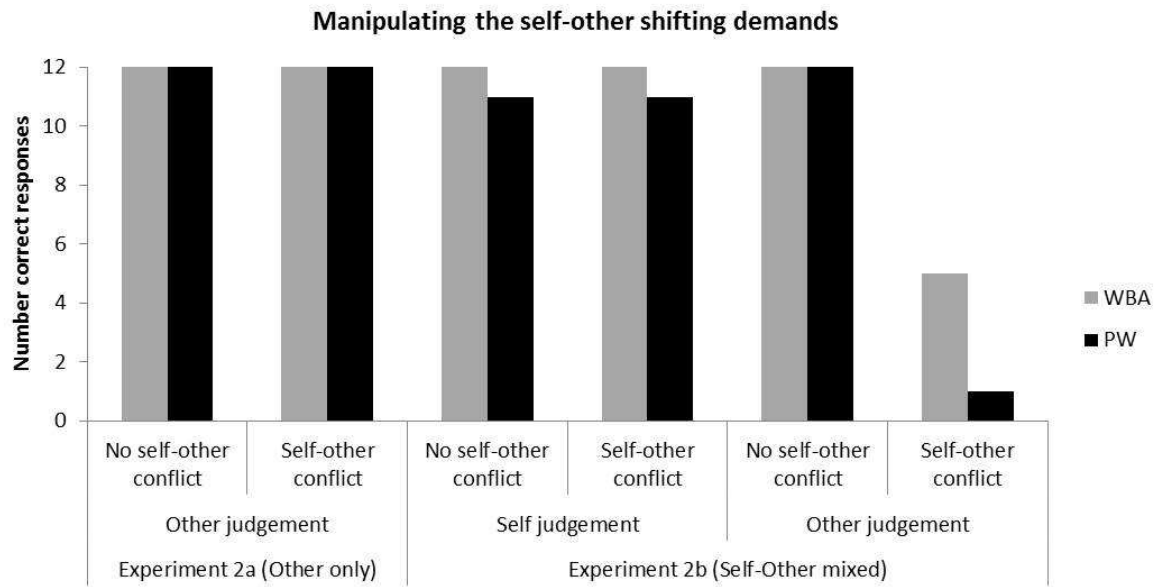 Manipulating the self-other shifting demands
Number correct responses
12
10
8
6
4
2
0
WBA
PW
No self-other
conflict
Self-other
conflict
No self-other
conflict
Self-other
conflict
No self-other
conflict
Self-other
conflict
Other judgement
Self judgement
Other judgement
Experiment 2a (Other only)
Experiment 2b (Self-Other mixed)